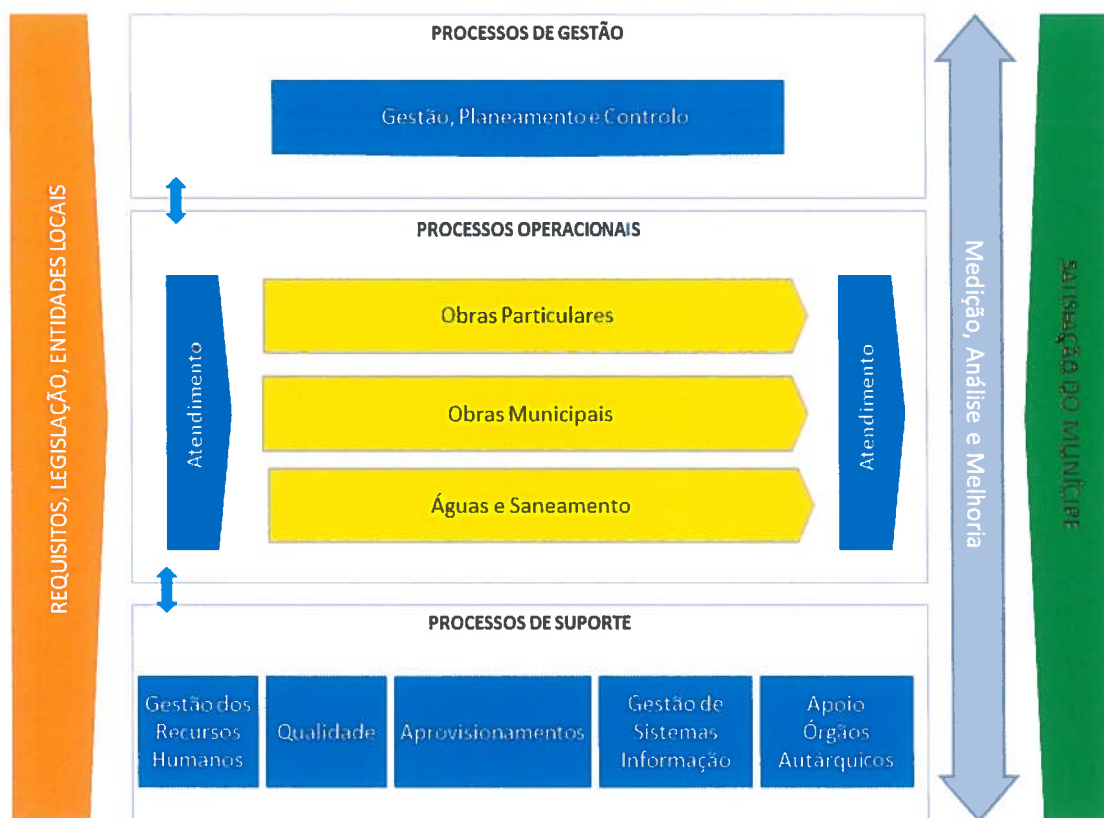 REQUISITOS, LEGISLAÇÃO, ENTIDADES LOCAIS
PROCESSOS DE GESTÃO
Gestão, Planeamento e Controlo
PROCESSOS OPERACIONAIS
Atendimento
Obras Particulares
Obras Municipais
Águas e Saneamento
Atendimento
PROCESSOS DE SUPORTE
Gestão dos
Recursos
Humanos
Qualidade
Aprovisionamentos
Gestão de
Sistemas
Informação
Apoio
Órgãos
Autárquicos
Medição, Análise e Melhoria
SATISFAÇÃO DO MUNÍCIPE